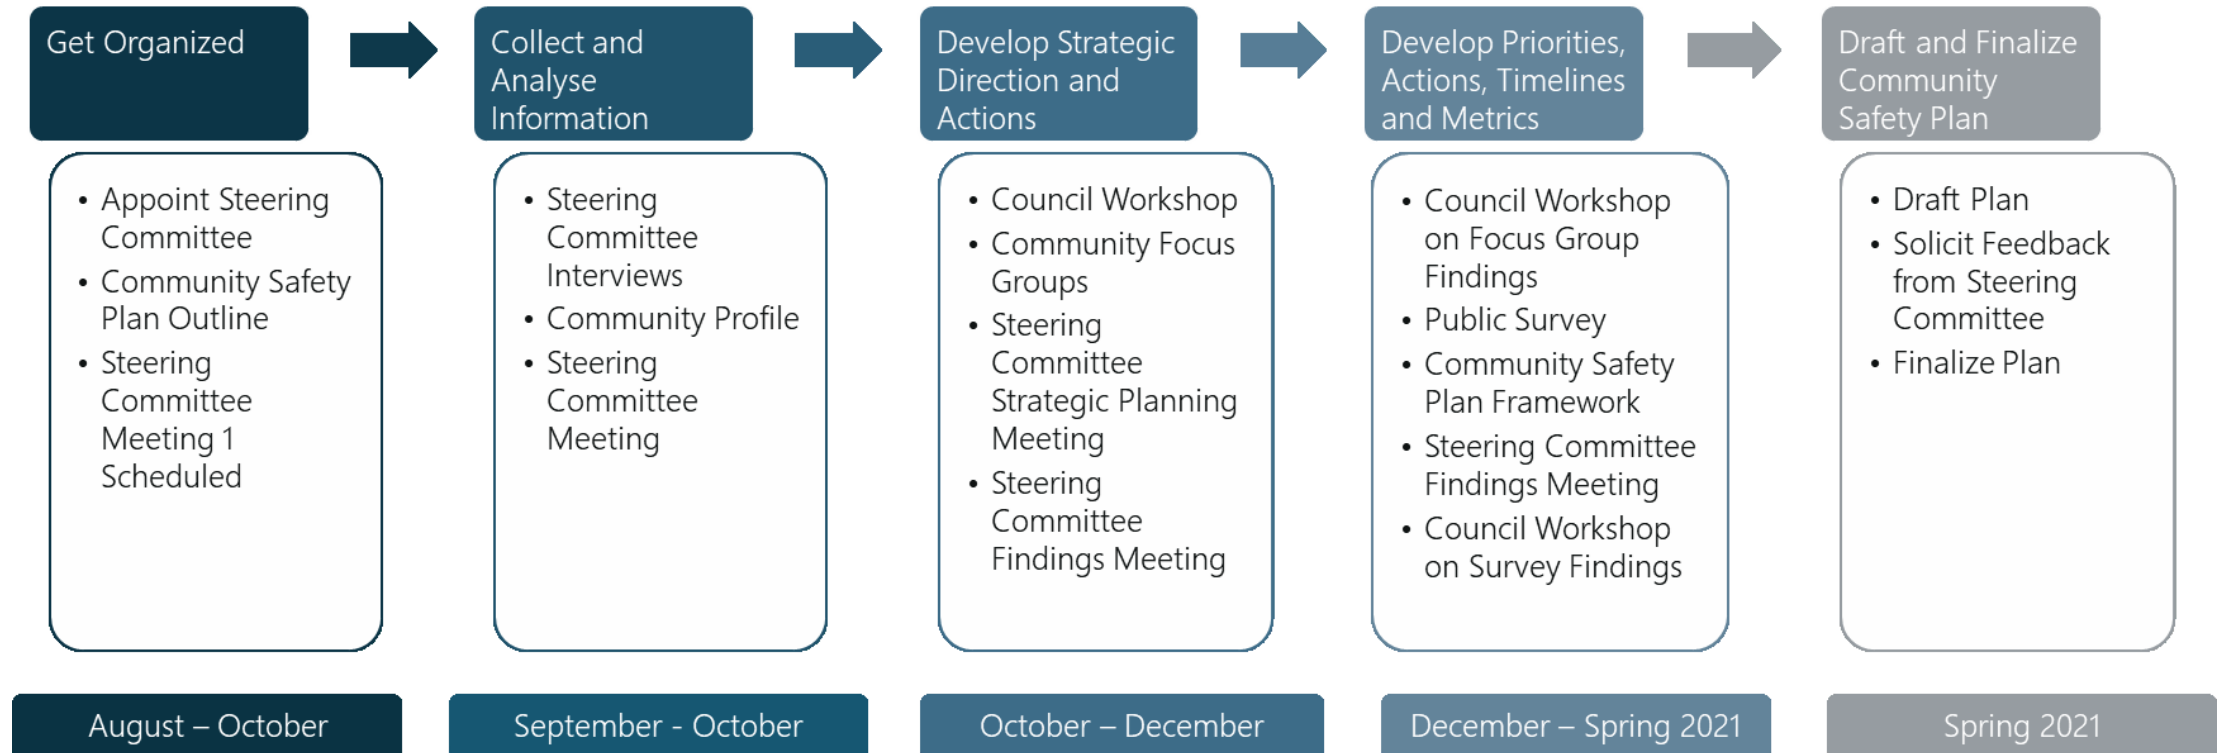 Get Organized
• Appoint Steering
Committee
• Community Safety
Plan Outline
• Steering
Committee
Meeting 1
Scheduled
August – October
Collect and
Analyse
Information
• Steering
Committee
Interviews
• Community Profile
• Steering
Committee
Meeting
September - October
Develop Strategic
Direction and
Actions
• Council Workshop
• Community Focus
Groups
• Steering
Committee
Strategic Planning
Meeting
• Steering
Committee
Findings Meeting
October – December
Develop Priorities,
Actions, Timelines
and Metrics
• Council Workshop
on Focus Group
Findings
• Public Survey
• Community Safety
Plan Framework
• Steering Committee
Findings Meeting
• Council Workshop
on Survey Findings
December – Spring 2021
Draft and Finalize
Community
Safety Plan
• Draft Plan
• Solicit Feedback
from Steering
Committee
• Finalize Plan
Spring 2021